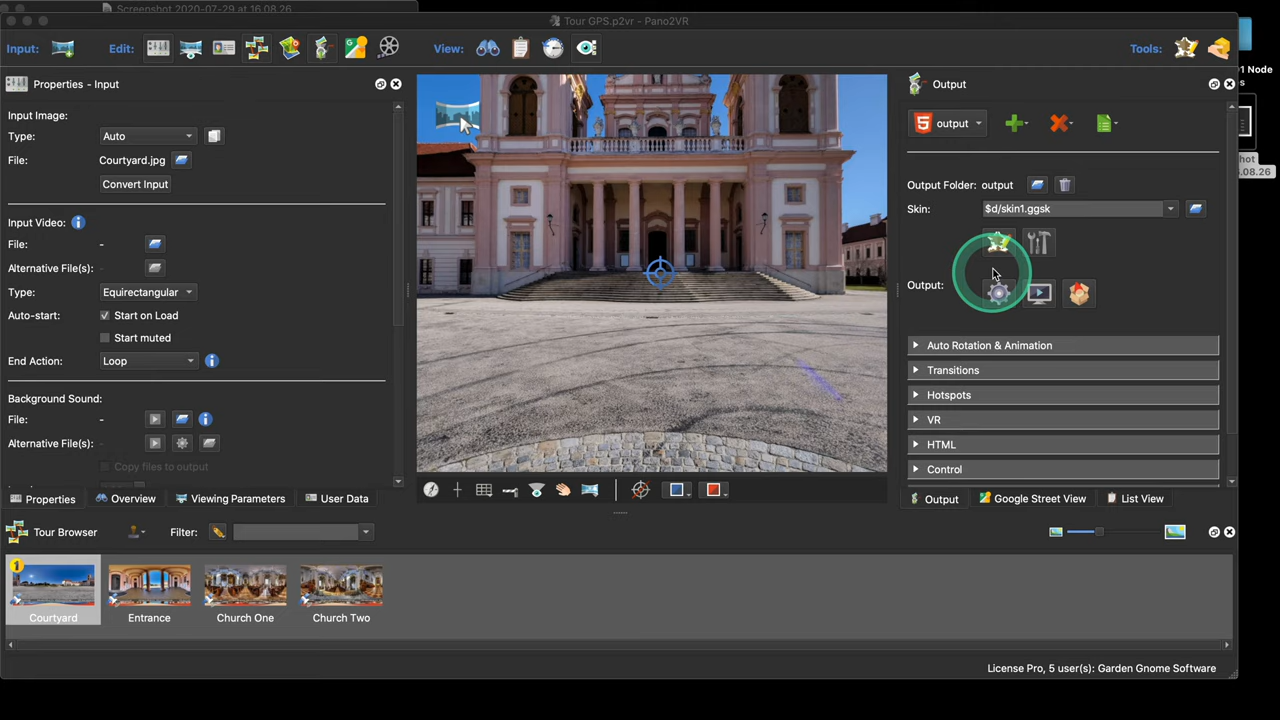 Screenshot 2020-07-29 at 16.08.26
Tour GPS.p2vr - Pano2VR
Input: Edit: View: Tools:
Properties - Input
Input Image:
Type: Auto
File: Courtyard.jpg
Convert Input
Input Video:
File: -
Alternative File(s): -
Type: Equirectangular
Auto-start: Start on Load
Start muted
End Action: Loop
Background Sound:
File: -
Alternative File(s): -
Copy files to output
Properties Overview Viewing Parameters User Data
Output
output
Output Folder: output
Skin: $d/skin1.ggsk
Output:
Auto Rotation & Animation
Transitions
Hotspots
VR
HTML
Control
Output Google Street View List View
Tour Browser Filter:
1
Courtyard Entrance Church One Church Two
License Pro, 5 user(s): Garden Gnome Software
Node